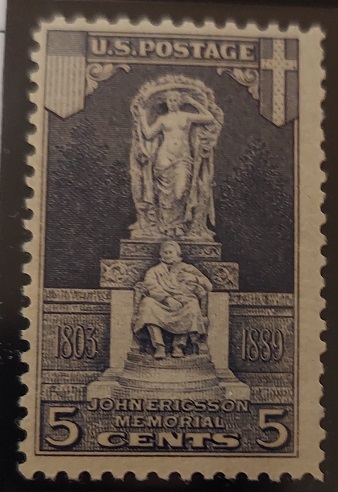 U.S. POSTAGE
1803 1889
JOHN ERICSSON
MEMORIAL
5 CENTS 5